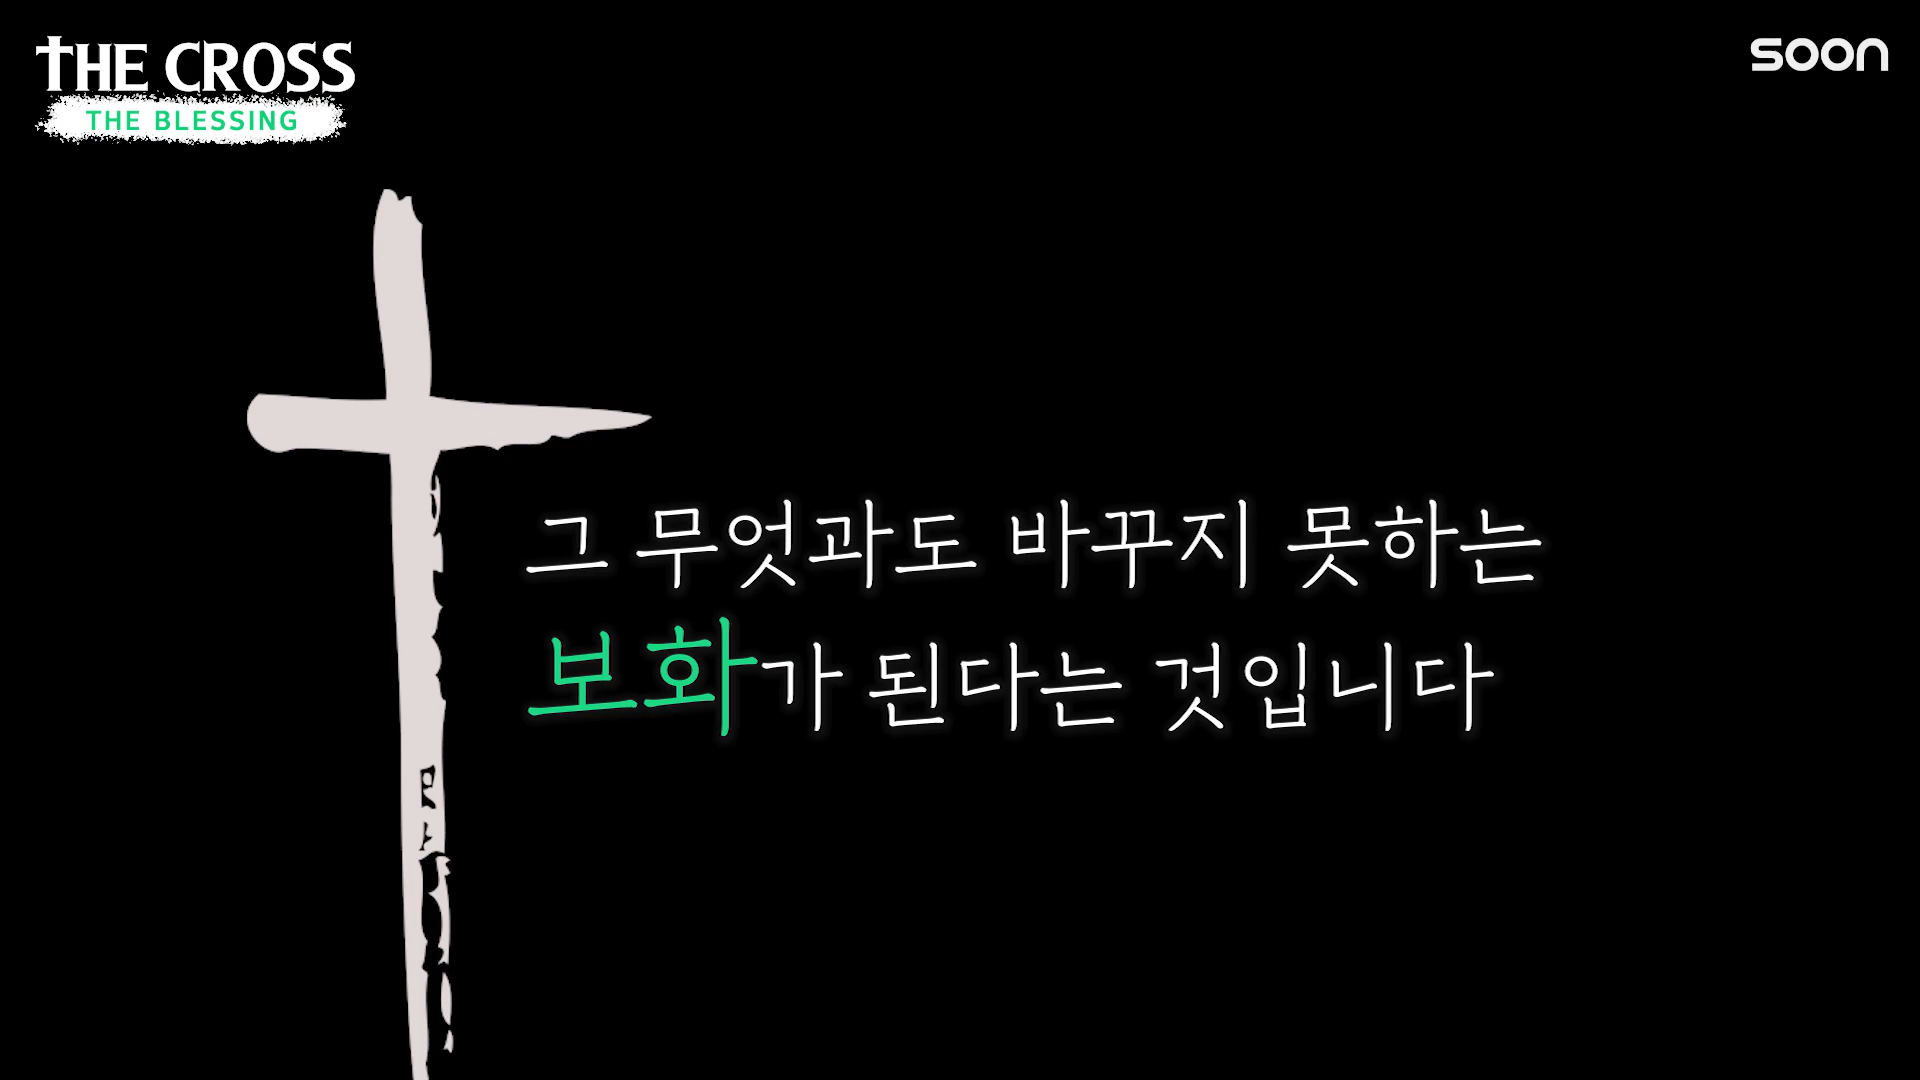 THE CROSS
THE BLESSING
soon
그 무엇과도 바꾸지 못하는
보화가 된다는 것입니다